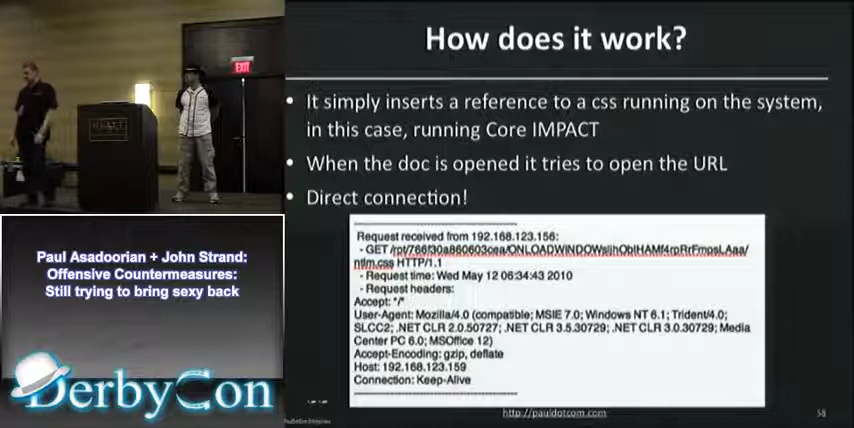 How does it work?
• It simply inserts a reference to a css running on the system,
in this case, running Core IMPACT
• When the doc is opened it tries to open the URL
• Direct connection!
Request received from 192.168.123.156:
HTTP/1.1
- Request time: Wed May 12 06:34:43 2010
- Request headers:
Accept: */*
User-Agent: Mozilla/4.0 (compatible; MSIE 7.0; Windows NT 6.1; Trident/4.0;
SLCC2; .NET CLR 2.0.50727; .NET CLR 3.5.30729; .NET CLR 3.0.30729; Media
Center PC 6.0; MSOffice 12)
Accept-Encoding: gzip, deflate
Host: 192.168.123.159
Connection: Keep-Alive
http://pauldotcom.com
58
EXIT
HYATT
Paul Asadoorian + John Strand:
Offensive Countermeasures:
Still trying to bring sexy back
DerbyCon